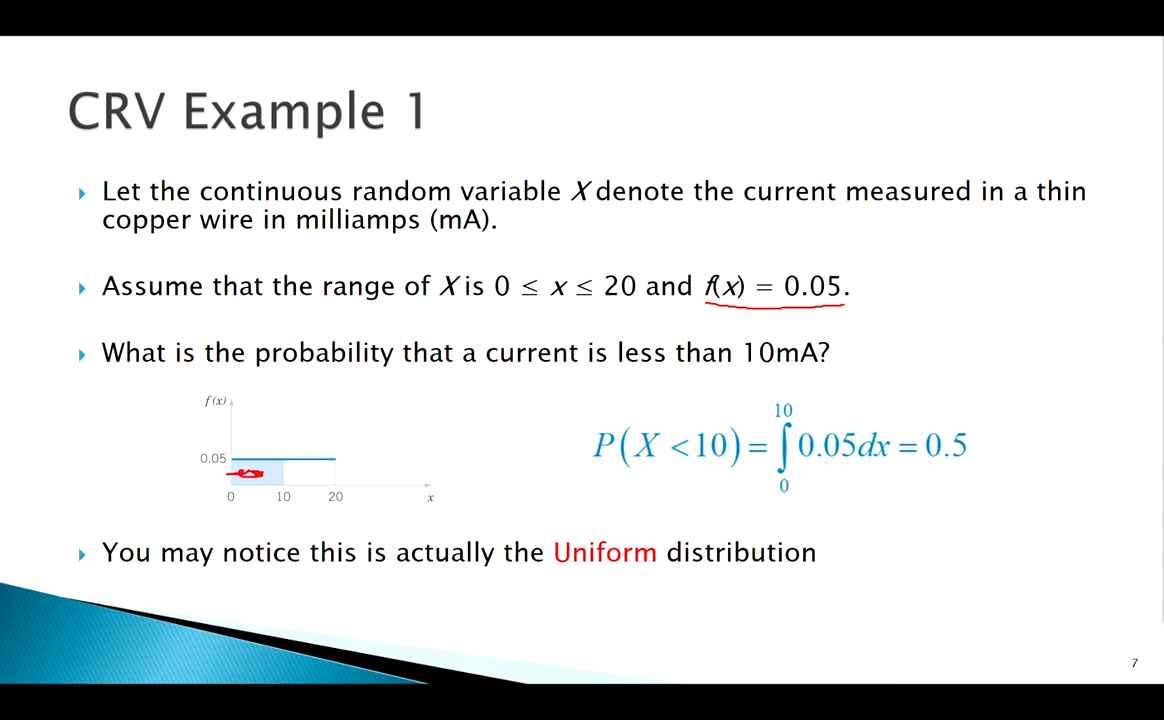 CRV Example 1
Let the continuous random variable X denote the current measured in a thin
copper wire in milliamps (mA).
Assume that the range of X is 0 ≤ x ≤ 20 and f(x) = 0.05.
What is the probability that a current is less than 10mA?
f(x)
0.05
0 10 20 x
10
P(X < 10) = ∫ 0.05dx = 0.5
0
You may notice this is actually the Uniform distribution
7